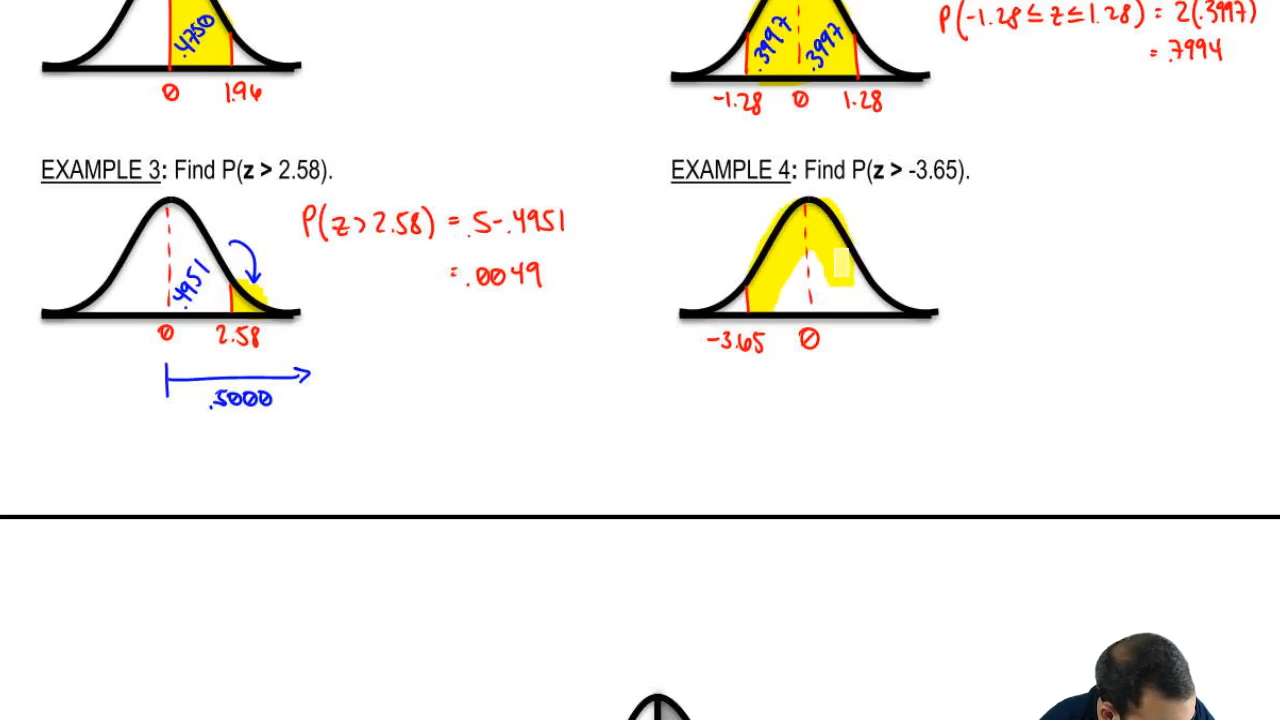 .4750
0 1.96
.3997 .3997
-1.28 0 1.28
P(-1.28 ≤ z ≤ 1.28) = 2(.3997)
= .7994
EXAMPLE 3: Find P(z > 2.58).
.4951
0 2.58
.5000
P(z > 2.58) = .5-.4951
= .0049
EXAMPLE 4: Find P(z > -3.65).
-3.65 0